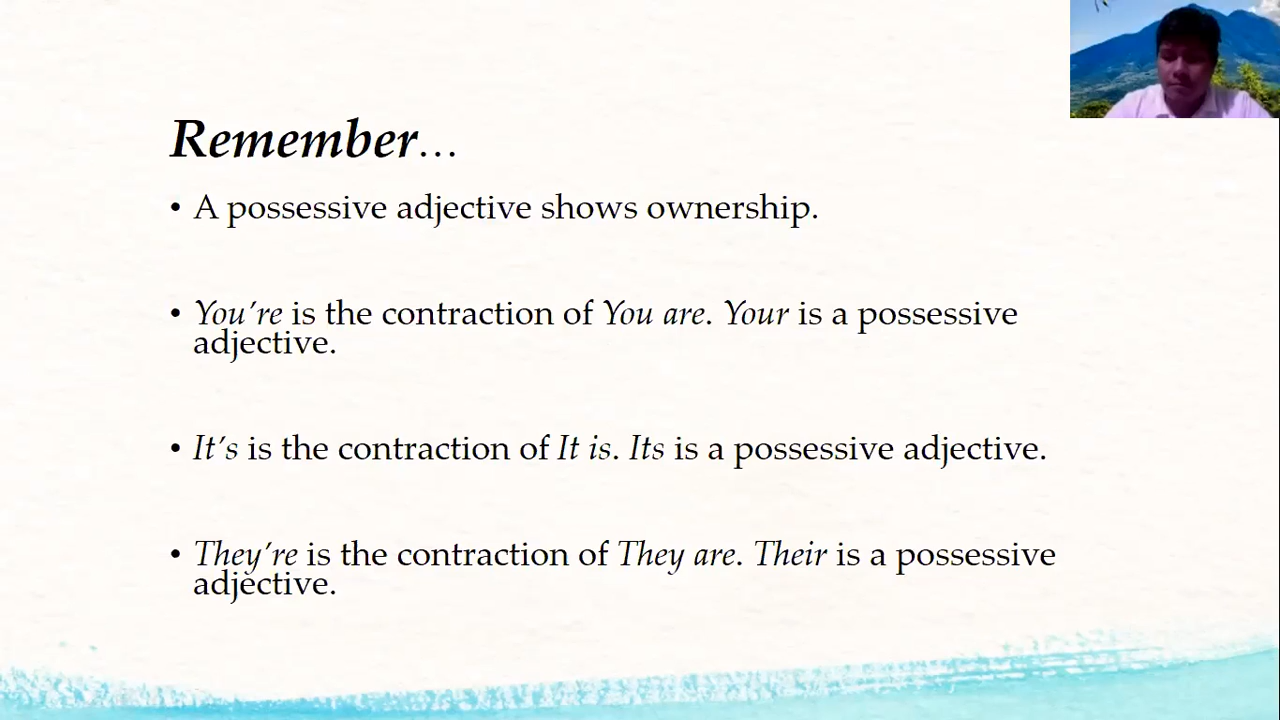 Remember...
• A possessive adjective shows ownership.
• You’re is the contraction of You are. Your is a possessive
adjective.
• It’s is the contraction of It is. Its is a possessive adjective.
• They’re is the contraction of They are. Their is a possessive
adjective.